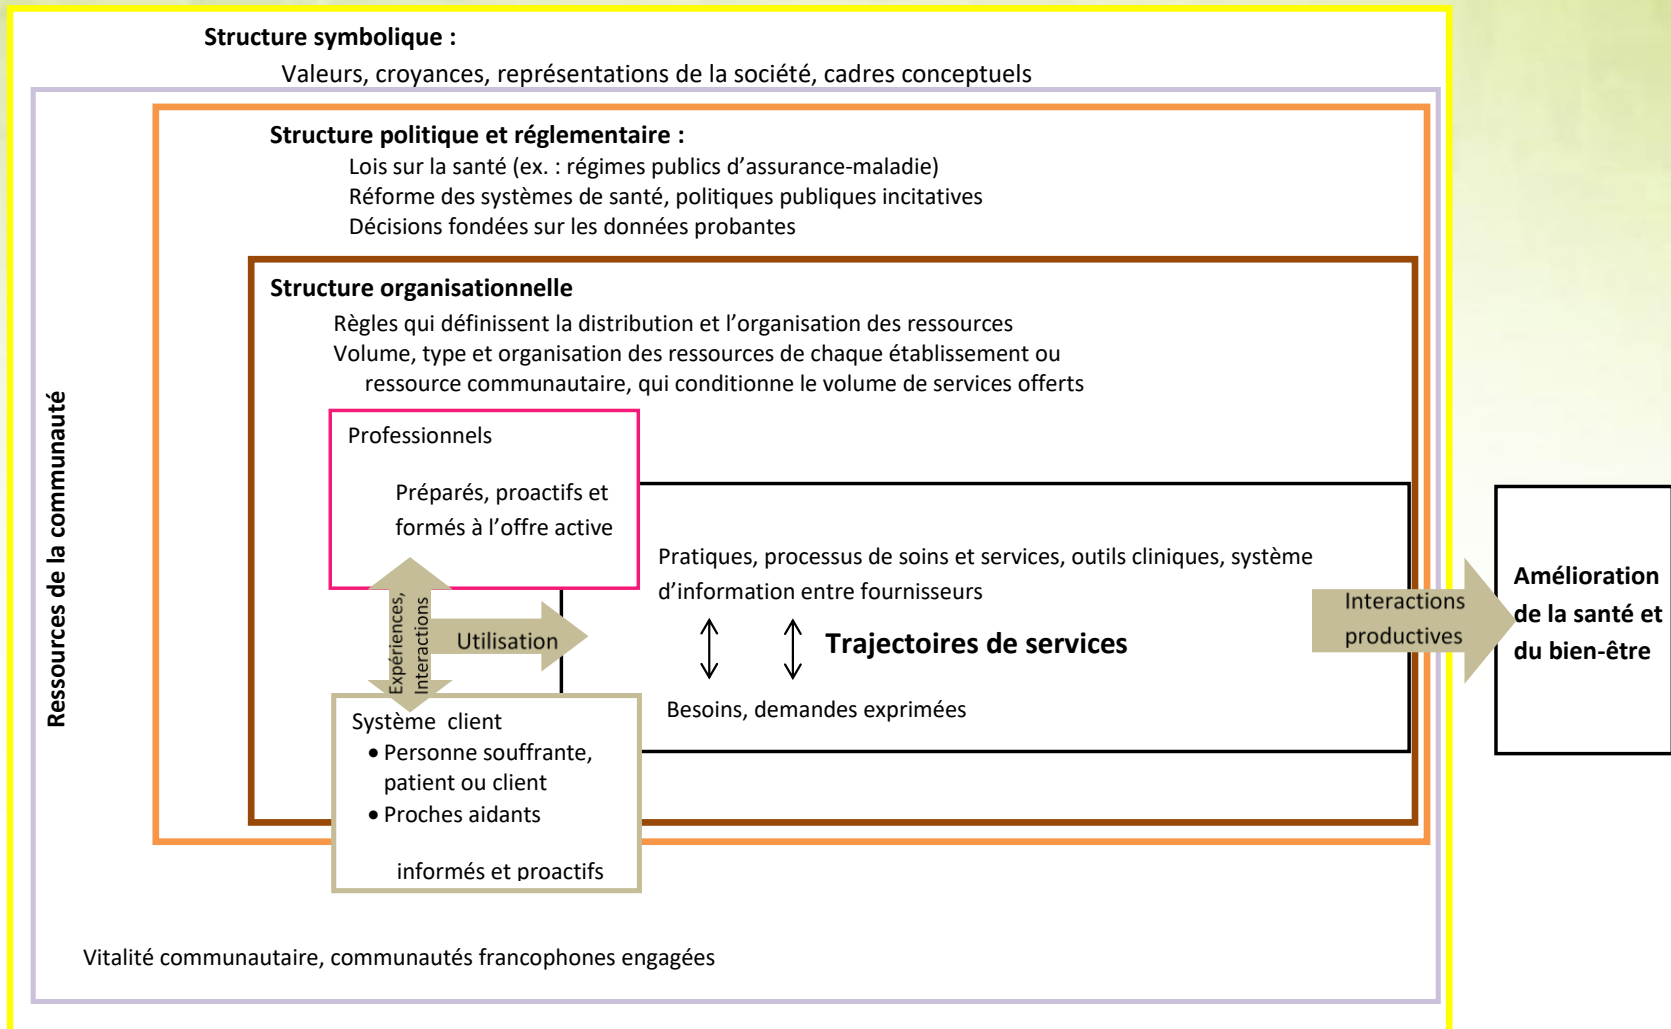 Structure symbolique :
Valeurs, croyances, représentations de la société, cadres conceptuels
Structure politique et réglementaire :
Lois sur la santé (ex. : régimes publics d’assurance-maladie)
Réforme des systèmes de santé, politiques publiques incitatives
Décisions fondées sur les données probantes
Structure organisationnelle
Règles qui définissent la distribution et l’organisation des ressources
Volume, type et organisation des ressources de chaque établissement ou
ressource communautaire, qui conditionne le volume de services offerts
Ressources de la communauté
Professionnels
Préparés, proactifs et
formés à l’offre active
Expériences,
Interactions
Utilisation
Pratiques, processus de soins et services, outils cliniques, système
d’information entre fournisseurs
Trajectoires de services
Besoins, demandes exprimées
Interactions
productives
Amélioration
de la santé et
du bien-être
Système client
• Personne souffrante,
patient ou client
• Proches aidants
informés et proactifs
Vitalité communautaire, communautés francophones engagées